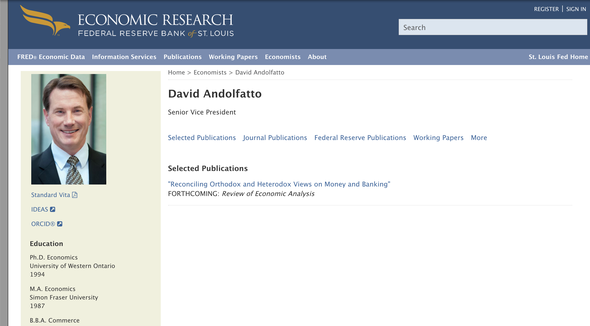 REGISTER | SIGN IN
ECONOMIC RESEARCH
FEDERAL RESERVE BANK of ST. LOUIS
Search
FRED® Economic Data Information Services Publications Working Papers Economists About St. Louis Fed Home
Home > Economists > David Andolfatto
David Andolfatto
Senior Vice President
Selected Publications Journal Publications Federal Reserve Publications Working Papers More
Selected Publications
"Reconciling Orthodox and Heterodox Views on Money and Banking"
FORTHCOMING: Review of Economic Analysis
Standard Vita
IDEAS
ORCID®
Education
Ph.D. Economics
University of Western Ontario
1994
M.A. Economics
Simon Fraser University
1987
B.B.A. Commerce